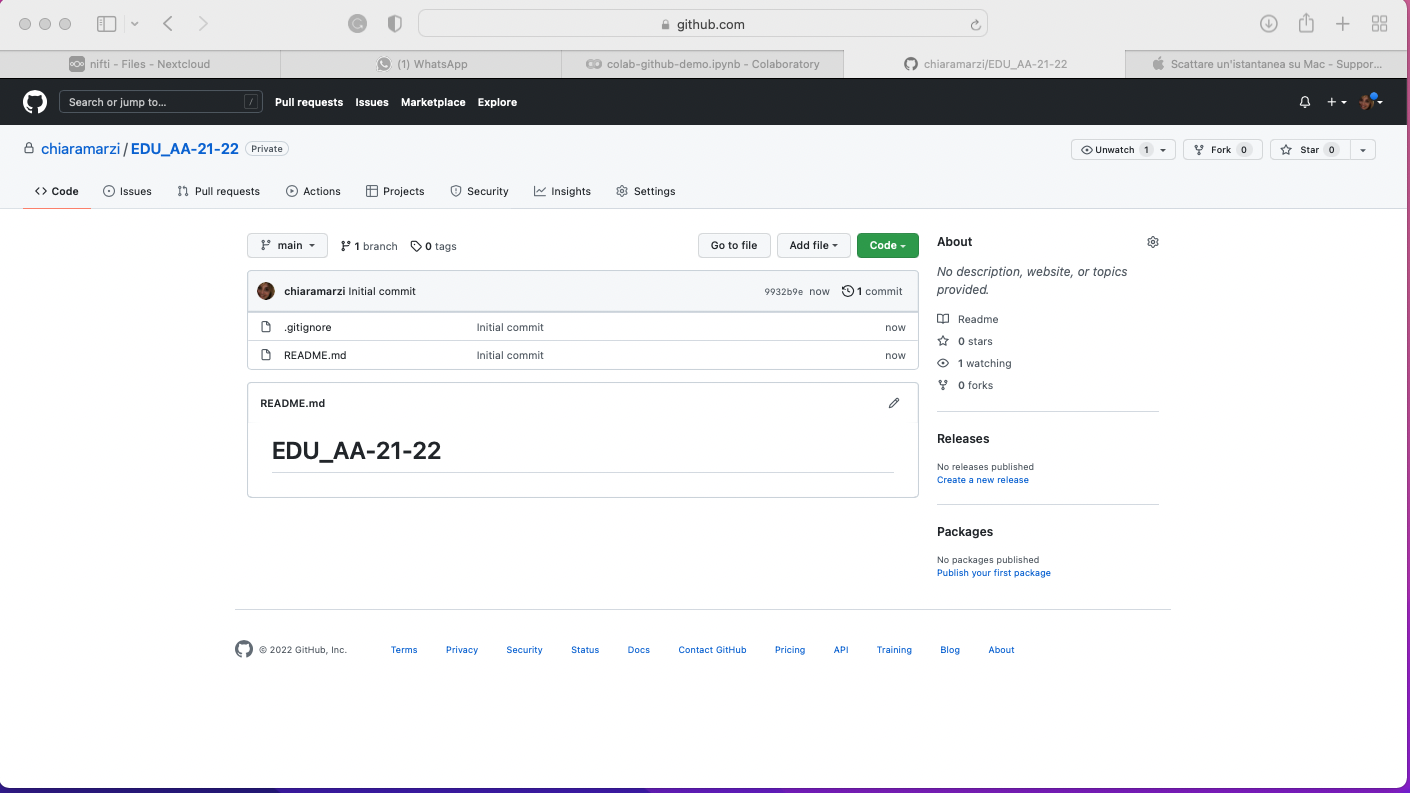 github.com
nifti - Files - Nextcloud
(1) WhatsApp
colab-github-demo.ipynb - Colaboratory
chiaramarzi/EDU_AA-21-22
Scattare un'istantanea su Mac - Suppor...
Search or jump to... /
Pull requests Issues Marketplace Explore
chiaramarzi / EDU_AA-21-22 Private
Unwatch 1 Fork 0 Star 0
Code Issues Pull requests Actions Projects Security Insights Settings
main 1 branch 0 tags Go to file Add file Code
chiaramarzi Initial commit 9932b9e now 1 commit
.gitignore Initial commit now
README.md Initial commit now
README.md
EDU_AA-21-22
About
No description, website, or topics
provided.
Readme
0 stars
1 watching
0 forks
Releases
No releases published
Create a new release
Packages
No packages published
Publish your first package
© 2022 GitHub, Inc. Terms Privacy Security Status Docs Contact GitHub Pricing API Training Blog About